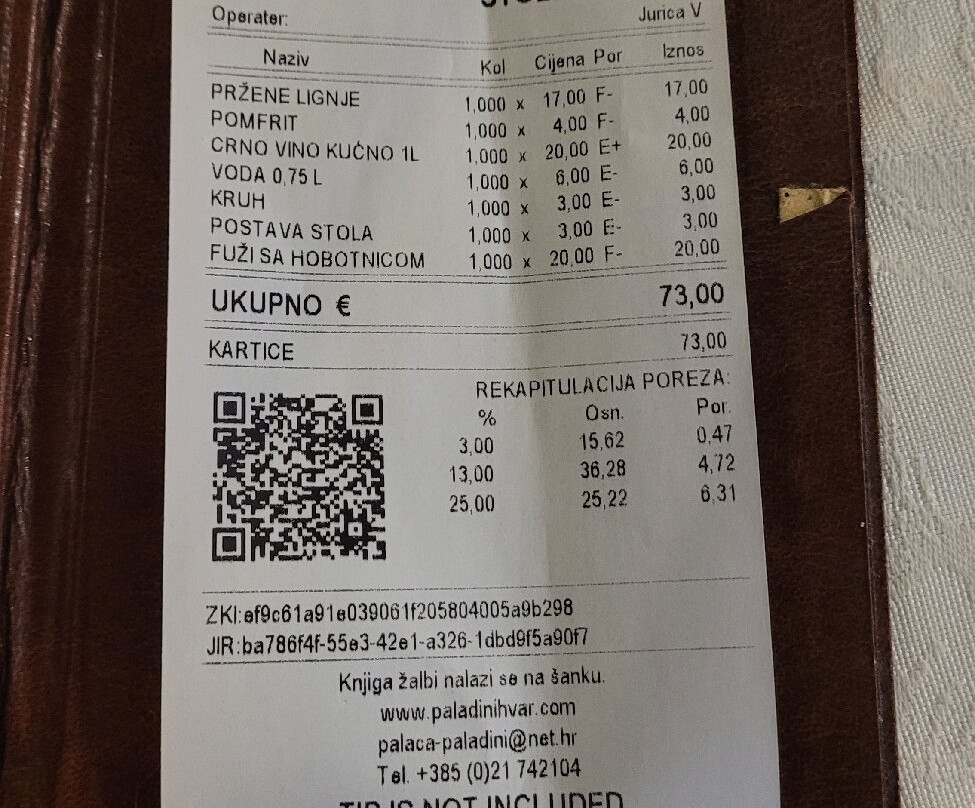 Operater: Jurica V
Naziv Kol Cijena Por Iznos
PRŽENE LIGNJE 1,000 x 17,00 F- 17,00
POMFRIT 1,000 x 4,00 F- 4,00
CRNO VINO KUĆNO 1L 1,000 x 20,00 E+ 20,00
VODA 0,75 L 1,000 x 6,00 E- 6,00
KRUH 1,000 x 3,00 E- 3,00
POSTAVA STOLA 1,000 x 3,00 E- 3,00
FUŽI SA HOBOTNICOM 1,000 x 20,00 F- 20,00
UKUPNO € 73,00
KARTICE 73,00
REKAPITULACIJA POREZA:
% Osn. Por.
3,00 15,62 0,47
13,00 36,28 4,72
25,00 25,22 6,31
ZKI:ef9c61a91e039061f205804005a9b298
JIR:ba786f4f-55e3-42e1-a326-1dbd9f5a90f7
Knjiga žalbi nalazi se na šanku.
www.paladinihvar.com
palaca-paladini@net.hr
Tel. +385 (0)21 742104
TIP IS NOT INCLUDED